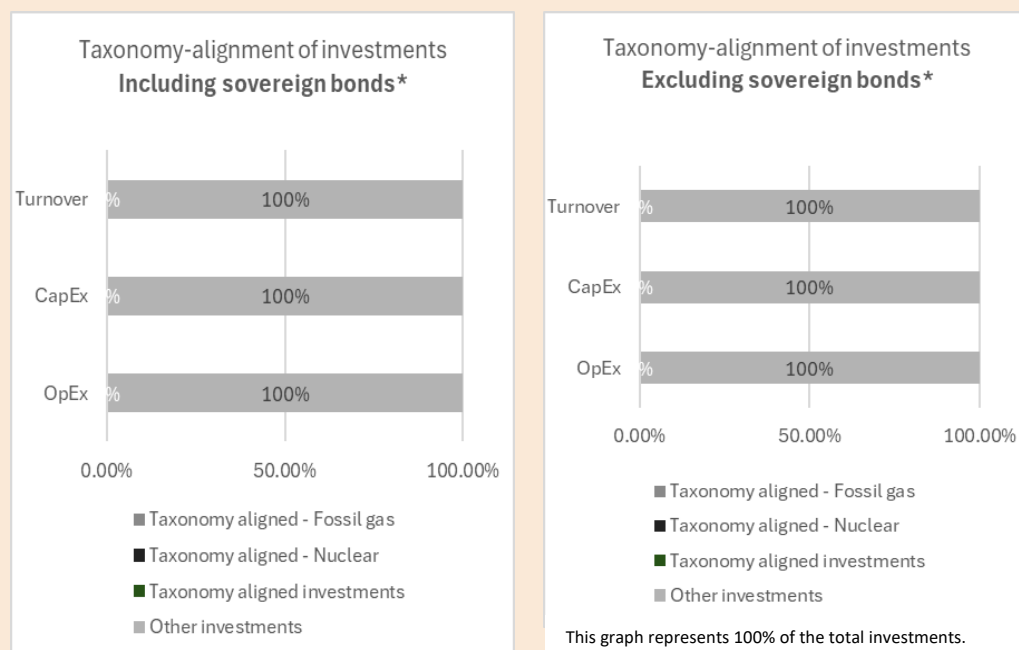 Taxonomy-alignment of investments
Including sovereign bonds*
Turnover
%
100%
CapEx
%
100%
OpEx
%
100%
0.00%
50.00%
100.00%
Taxonomy aligned - Fossil gas
Taxonomy aligned - Nuclear
Taxonomy aligned investments
Other investments
Taxonomy-alignment of investments
Excluding sovereign bonds*
Turnover
%
100%
CapEx
%
100%
OpEx
%
100%
0.00%
50.00%
100.00%
Taxonomy aligned - Fossil gas
Taxonomy aligned - Nuclear
Taxonomy aligned investments
Other investments
This graph represents 100% of the total investments.